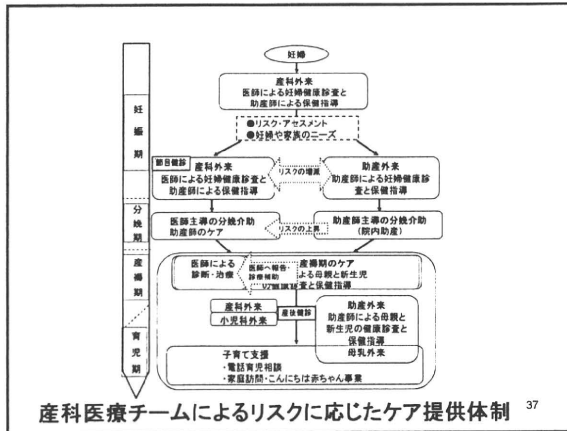 妊婦
産科外来
医師による妊婦健康診査と
助産師による保健指導
●リスク・アセスメント
●妊婦や家族のニーズ
妊娠期
節目健診
産科外来
医師による妊婦健康診査と
助産師による保健指導
リスクの増減
助産外来
助産師による妊婦健康診
査と保健指導
分娩期
医師主導の分娩介助
助産師のケア
リスクの上昇
助産師主導の分娩介助
(院内助産)
産褥期
医師による
診断・治療
医師へ報告・
診療補助
産褥期のケア
よる母親と新生児
の健康診査と保健指導
産科外来
小児科外来
産後健診
助産外来
助産師による母親と
新生児の健康診査と
保健指導
母乳外来
育児期
子育て支援
・電話育児相談
・家庭訪問・こんにちは赤ちゃん事業
産科医療チームによるリスクに応じたケア提供体制
37